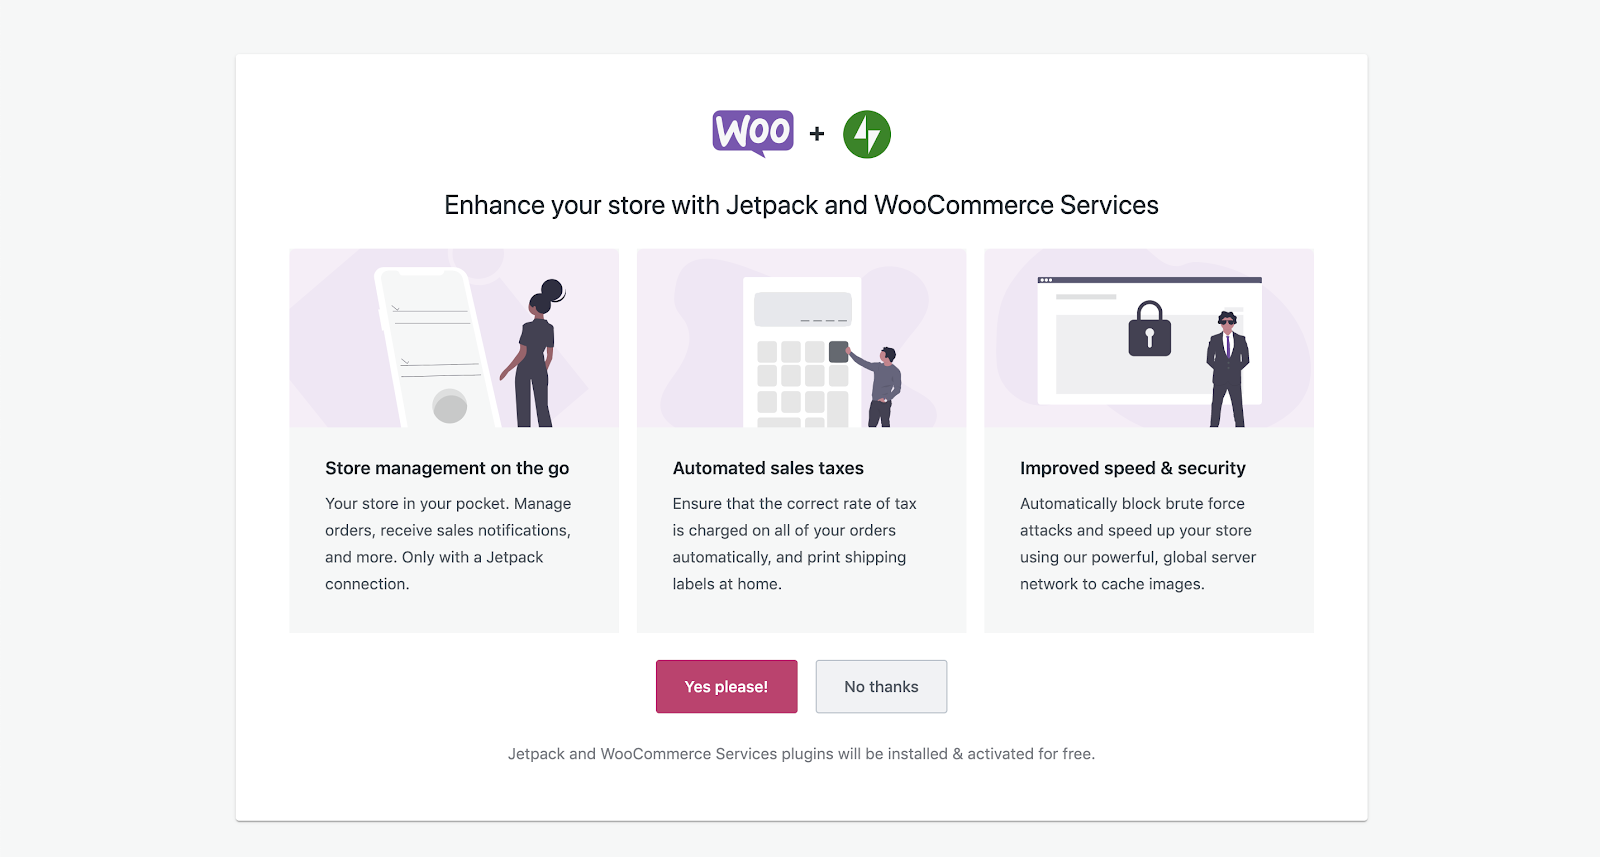 Woo +
Enhance your store with Jetpack and WooCommerce Services
Store management on the go
Your store in your pocket. Manage
orders, receive sales notifications,
and more. Only with a Jetpack
connection.
Automated sales taxes
Ensure that the correct rate of tax
is charged on all of your orders
automatically, and print shipping
labels at home.
Improved speed & security
Automatically block brute force
attacks and speed up your store
using our powerful, global server
network to cache images.
Yes please!
No thanks
Jetpack and WooCommerce Services plugins will be installed & activated for free.